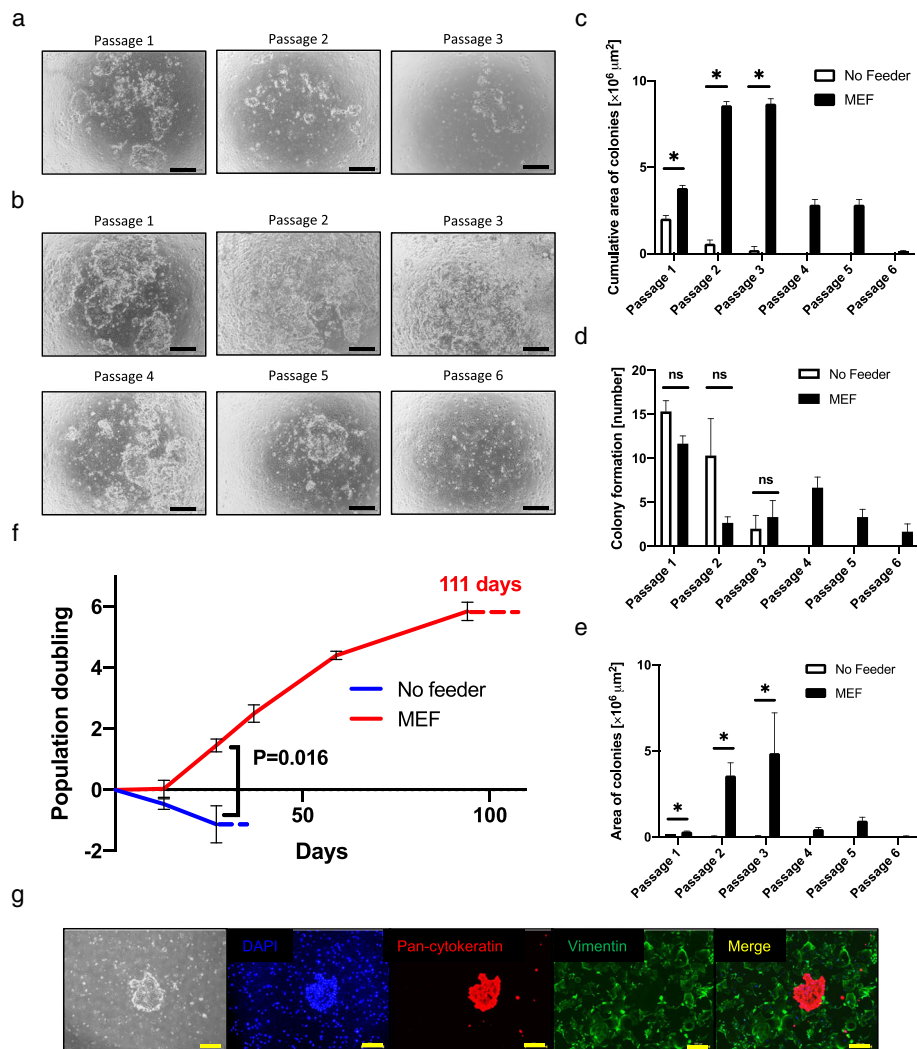 a
Passage 1
Passage 2
Passage 3
b
Passage 1
Passage 2
Passage 3
Passage 4
Passage 5
Passage 6
c
Cumulative area of colonies [×10⁶ μm²]
10
5
0
*
*
*
No Feeder
MEF
Passage 1
Passage 2
Passage 3
Passage 4
Passage 5
Passage 6
d
Colony formation [number]
20
15
10
5
0
ns
ns
ns
No Feeder
MEF
Passage 1
Passage 2
Passage 3
Passage 4
Passage 5
Passage 6
e
Area of colonies [×10⁶ μm²]
10
5
0
*
*
*
No Feeder
MEF
Passage 1
Passage 2
Passage 3
Passage 4
Passage 5
Passage 6
f
Population doubling
6
4
2
0
-2
111 days
No feeder
MEF
P=0.016
50
100
Days
g
DAPI
Pan-cytokeratin
Vimentin
Merge